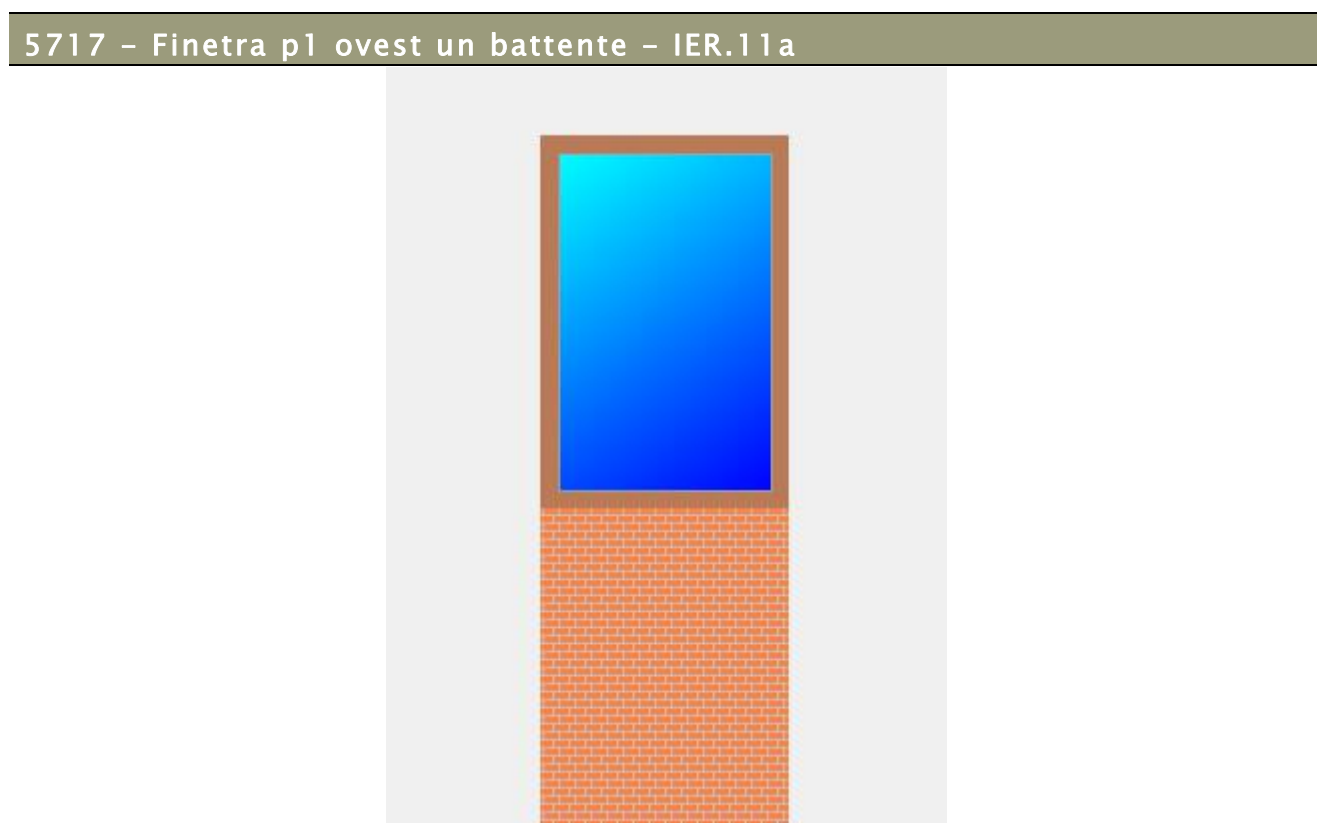 5717 – Finetra p1 ovest un battente – IER.11a